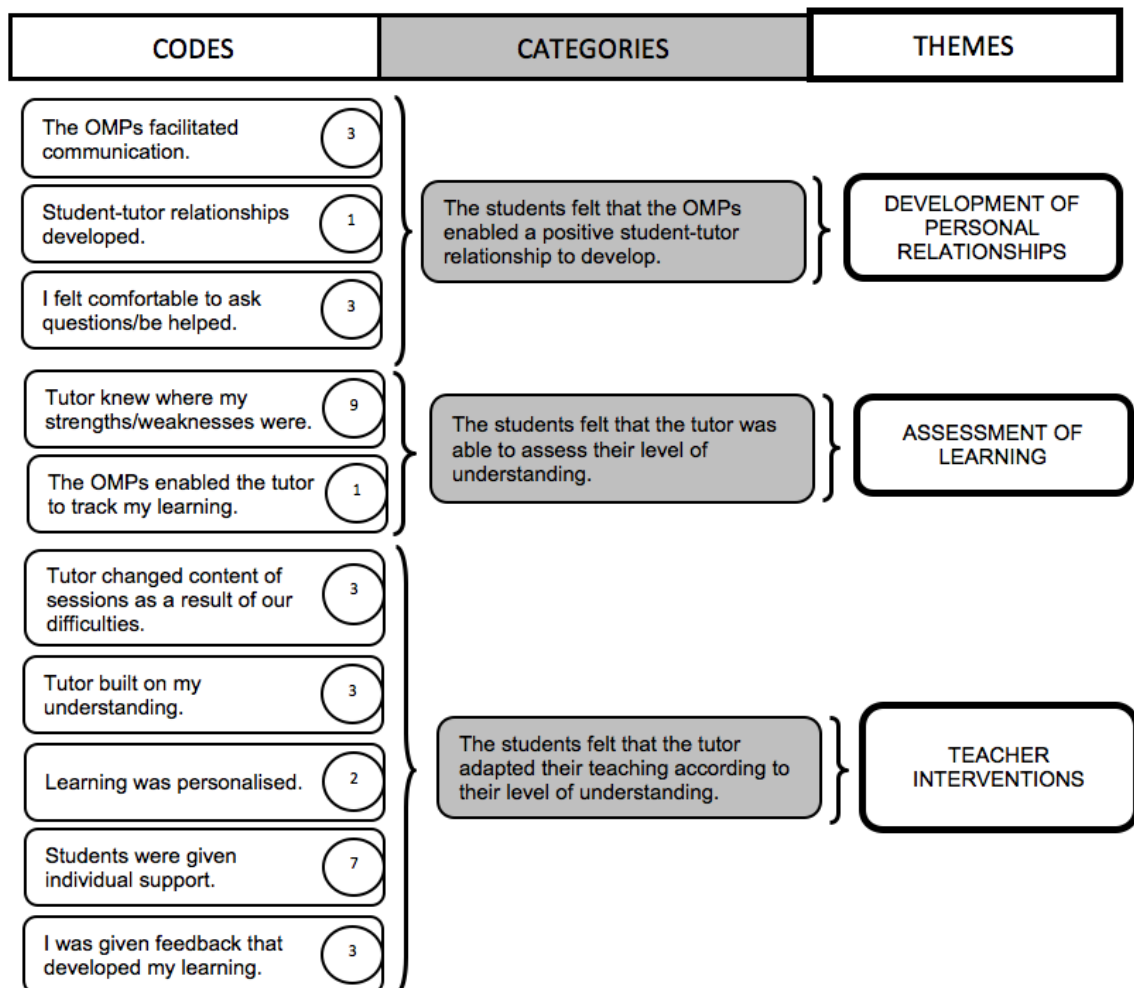 CODES
CATEGORIES
THEMES
The OMPs facilitated
communication.
3
Student-tutor relationships
developed.
1
I felt comfortable to ask
questions/be helped.
3
The students felt that the OMPs
enabled a positive student-tutor
relationship to develop.
DEVELOPMENT OF
PERSONAL
RELATIONSHIPS
Tutor knew where my
strengths/weaknesses were.
9
The OMPs enabled the tutor
to track my learning.
1
The students felt that the tutor was
able to assess their level of
understanding.
ASSESSMENT OF
LEARNING
Tutor changed content of
sessions as a result of our
difficulties.
3
Tutor built on my
understanding.
3
Learning was personalised.
2
Students were given
individual support.
7
I was given feedback that
developed my learning.
3
The students felt that the tutor
adapted their teaching according to
their level of understanding.
TEACHER
INTERVENTIONS